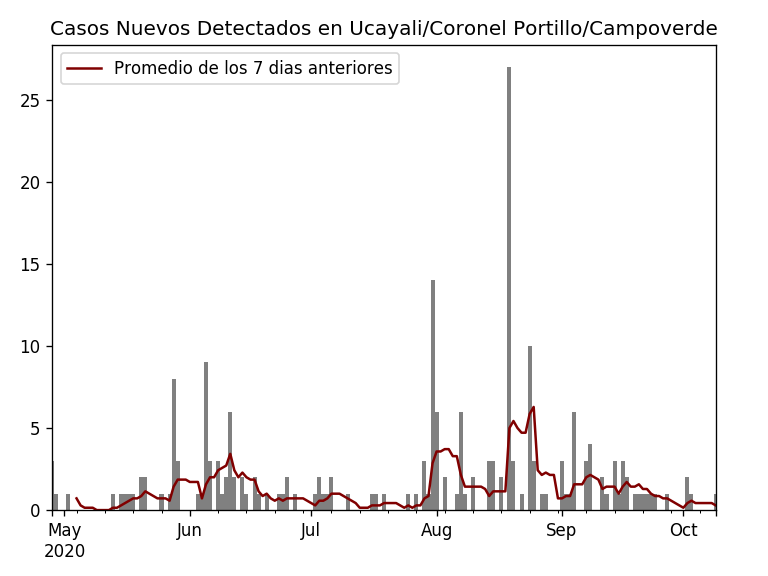 Casos Nuevos Detectados en Ucayali/Coronel Portillo/Campoverde
Promedio de los 7 dias anteriores
25
20
15
10
5
0
May Jun Jul Aug Sep Oct
2020